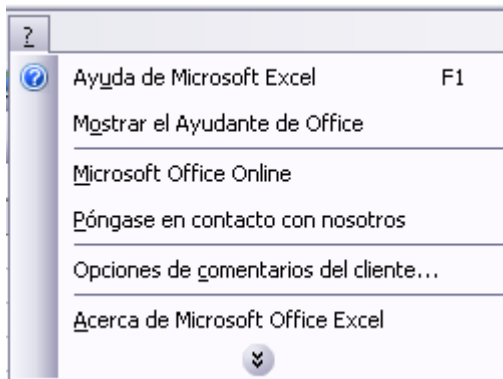 ?
Ayuda de Microsoft Excel F1
Mostrar el Ayudante de Office
Microsoft Office Online
Póngase en contacto con nosotros
Opciones de comentarios del cliente...
Acerca de Microsoft Office Excel